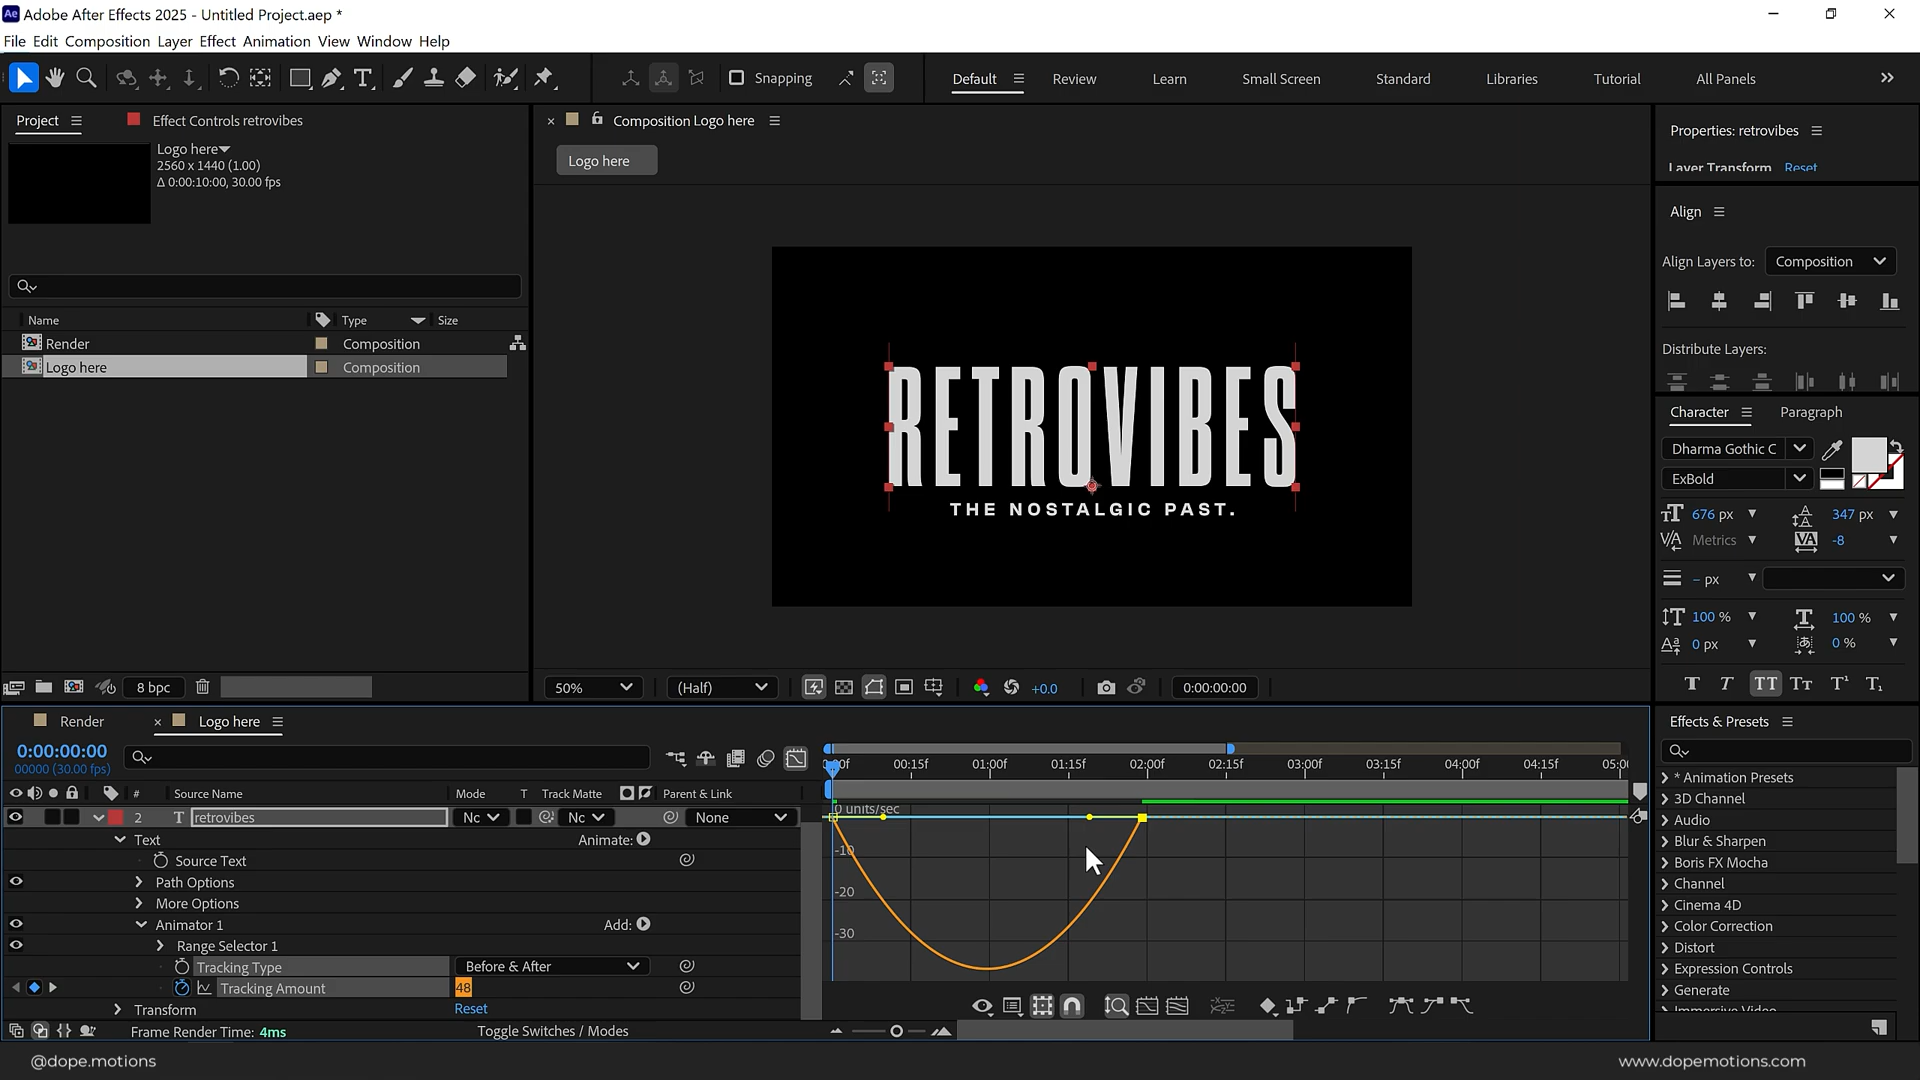 Ae Adobe After Effects 2025 - Untitled Project.aep *
File Edit Composition Layer Effect Animation View Window Help
Snapping
Default Review Learn Small Screen Standard Libraries Tutorial All Panels
Project Effect Controls retrovibes
Logo here
2560 x 1440 (1.00)
Δ 0:00:10:00, 30.00 fps
Name Type Size
Render Composition
Logo here Composition
8 bpc
Composition Logo here
Logo here
RETROVIBES
THE NOSTALGIC PAST.
50% (Half) +0.0 0:00:00:00
Properties: retrovibes
Layer Transform Reset
Align
Align Layers to: Composition
Distribute Layers:
Character Paragraph
Dharma Gothic C
ExBold
676 px 347 px
Metrics -8
- px
100 % 100 %
0 px 0 %
Effects & Presets
* Animation Presets
3D Channel
Audio
Blur & Sharpen
Boris FX Mocha
Channel
Cinema 4D
Color Correction
Distort
Expression Controls
Generate
Immersive Video
Render Logo here
0:00:00:00
00000 (30.00 fps)
# Source Name Mode T Track Matte Parent & Link
2 T retrovibes Nc Nc None
Text Animate:
Source Text
Path Options
More Options
Animator 1 Add:
Range Selector 1
Tracking Type Before & After
Tracking Amount 48
Transform Reset
Frame Render Time: 4ms Toggle Switches / Modes
00:15f 01:00f 01:15f 02:00f 02:15f 03:00f 03:15f 04:00f 04:15f
0 units/sec
-10
-20
-30
@dope.motions www.dopemotions.com